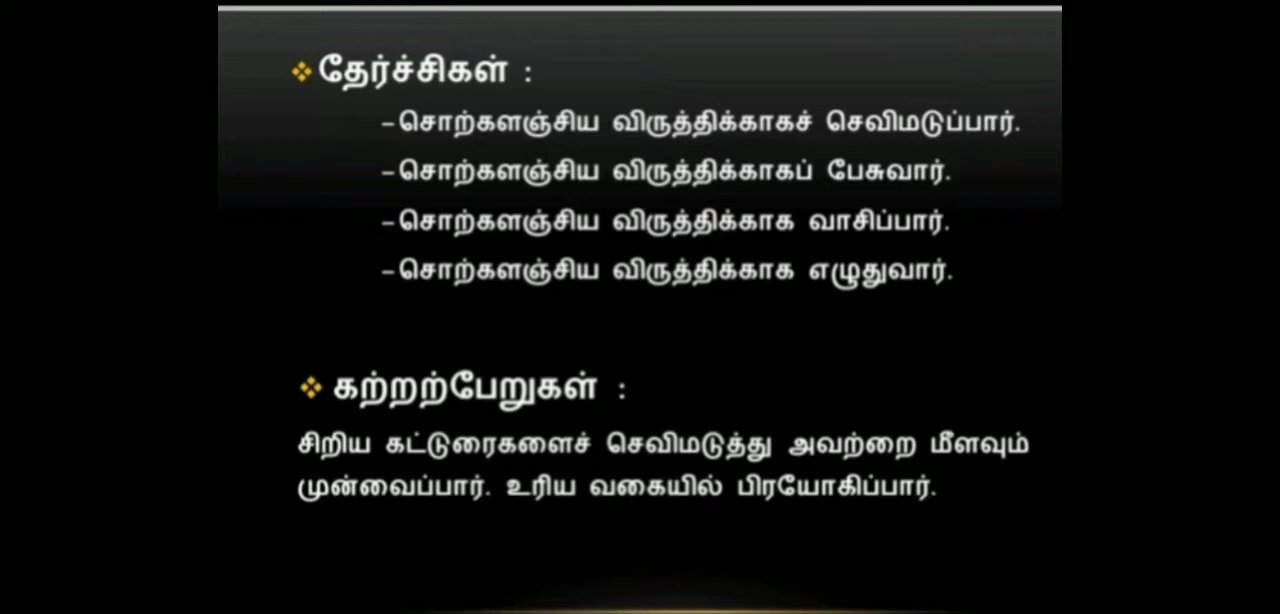 ❖தேர்ச்சிகள் :
–சொற்களஞ்சிய விருத்திக்காகச் செவிமடுப்பார்.
–சொற்களஞ்சிய விருத்திக்காகப் பேசுவார்.
–சொற்களஞ்சிய விருத்திக்காக வாசிப்பார்.
–சொற்களஞ்சிய விருத்திக்காக எழுதுவார்.
❖ கற்றற்பேறுகள் :
சிறிய கட்டுரைகளைச் செவிமடுத்து அவற்றை மீளவும்
முன்வைப்பார். உரிய வகையில் பிரயோகிப்பார்.